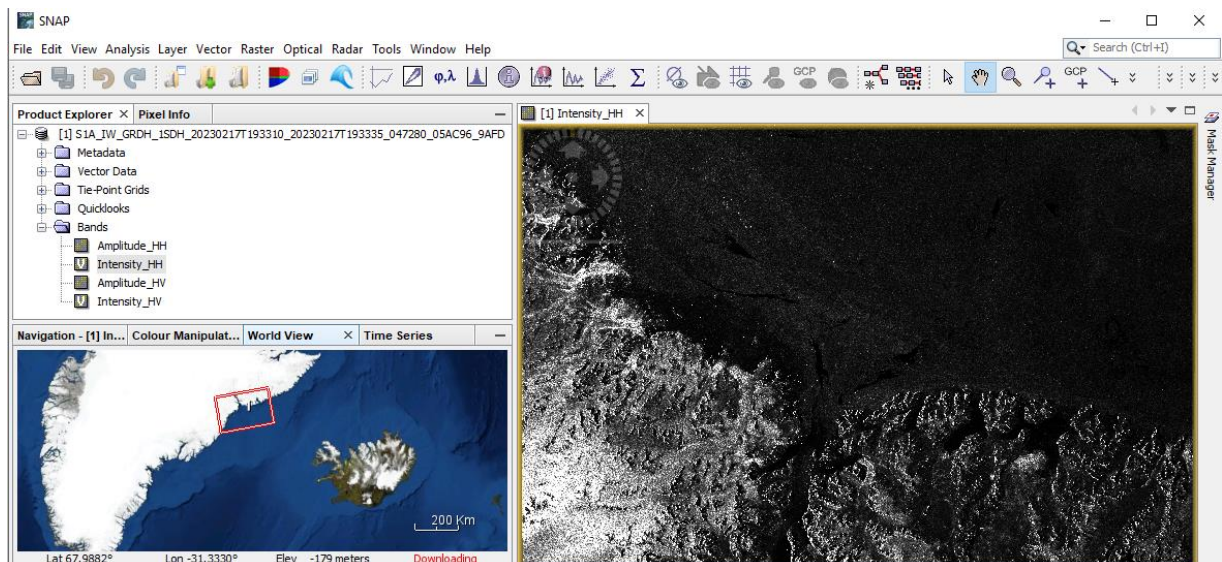 SNAP
File Edit View Analysis Layer Vector Raster Optical Radar Tools Window Help
Search (Ctrl+I)
φ,λ Σ GCP GCP
Product Explorer × Pixel Info
[1] Intensity_HH ×
[1] S1A_IW_GRDH_1SDH_20230217T193310_20230217T193335_047280_05AC96_9AFD
Metadata
Vector Data
Tie-Point Grids
Quicklooks
Bands
Amplitude_HH
Intensity_HH
Amplitude_HV
Intensity_HV
Mask Manager
Navigation - [1] In... Colour Manipulat... World View × Time Series
200 Km
Lat 67.9882° Lon -31.3330° Elev -179 meters Downloading